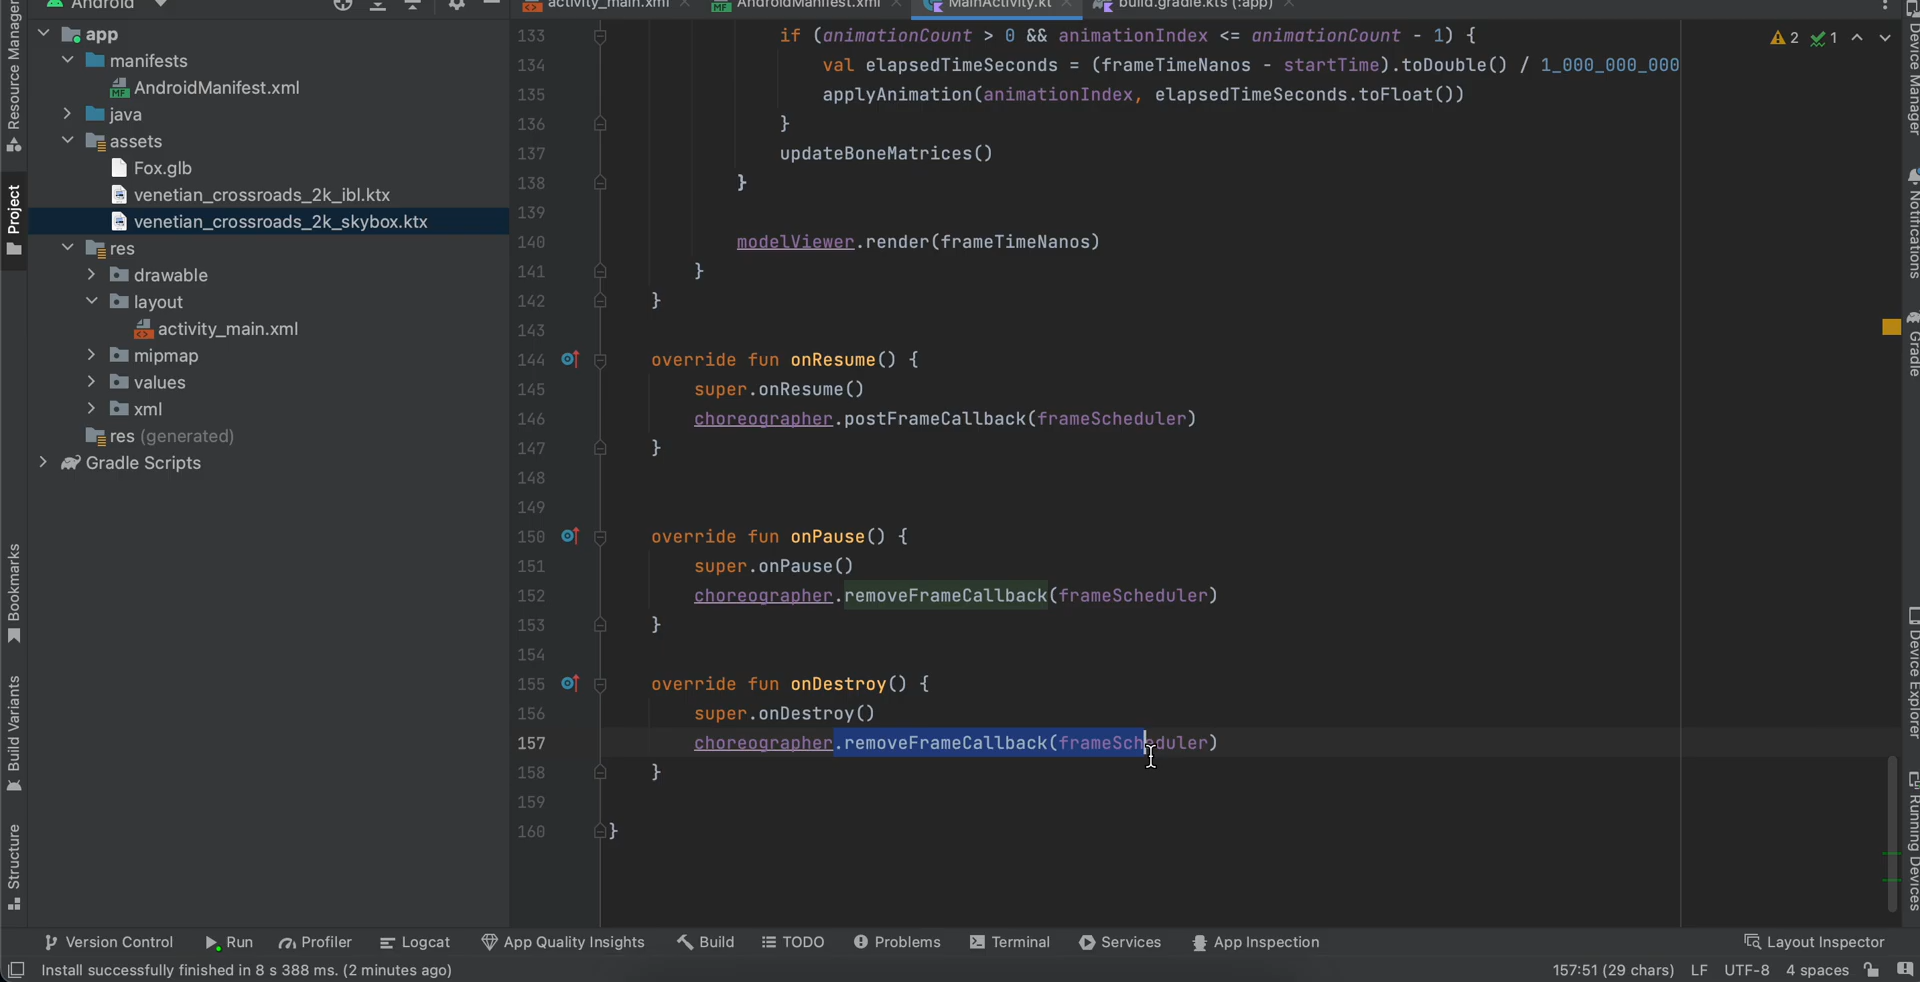 Android
activity_main.xml
AndroidManifest.xml
MainActivity.kt
build.gradle.kts (:app)
Resource Manager
Project
Bookmarks
Build Variants
Structure
app
manifests
AndroidManifest.xml
java
assets
Fox.glb
venetian_crossroads_2k_ibl.ktx
venetian_crossroads_2k_skybox.ktx
res
drawable
layout
activity_main.xml
mipmap
values
xml
res (generated)
Gradle Scripts
133 if (animationCount > 0 && animationIndex <= animationCount - 1) {
134 val elapsedTimeSeconds = (frameTimeNanos - startTime).toDouble() / 1_000_000_000
135 applyAnimation(animationIndex, elapsedTimeSeconds.toFloat())
136 }
137 updateBoneMatrices()
138 }
139
140 modelViewer.render(frameTimeNanos)
141 }
142 }
143
144 override fun onResume() {
145 super.onResume()
146 choreographer.postFrameCallback(frameScheduler)
147 }
148
149
150 override fun onPause() {
151 super.onPause()
152 choreographer.removeFrameCallback(frameScheduler)
153 }
154
155 override fun onDestroy() {
156 super.onDestroy()
157 choreographer.removeFrameCallback(frameScheduler)
158 }
159
160 }
2 1
Device Manager
Notifications
Gradle
Device Explorer
Running Devices
Version Control Run Profiler Logcat App Quality Insights Build TODO Problems Terminal Services App Inspection Layout Inspector
Install successfully finished in 8 s 388 ms. (2 minutes ago) 157:51 (29 chars) LF UTF-8 4 spaces